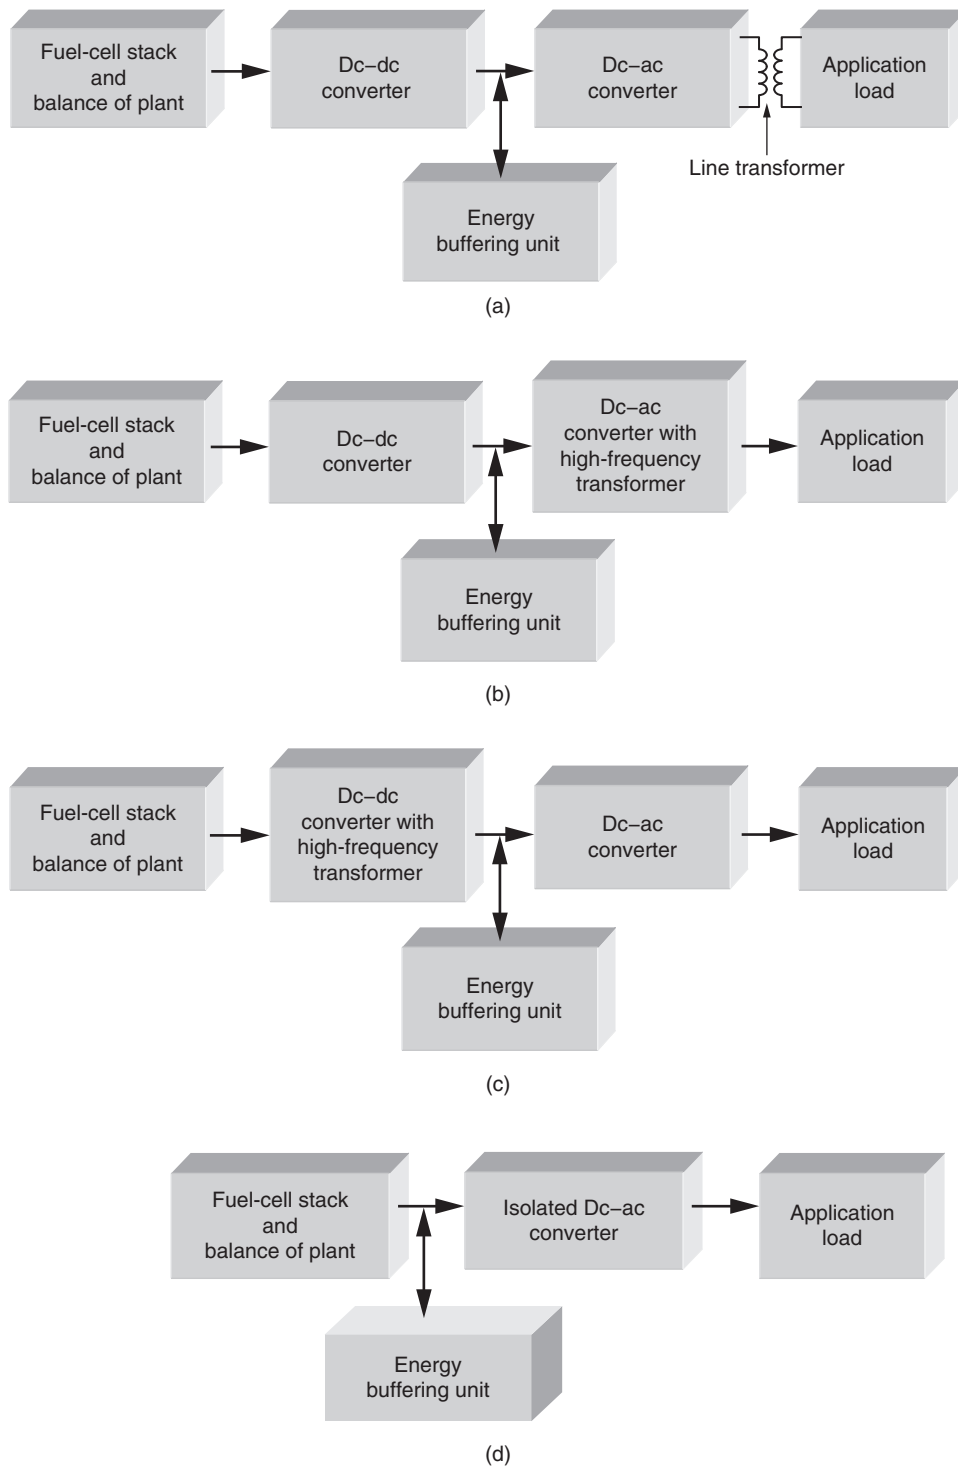 Fuel-cell stack
and
balance of plant
Dc–dc
converter
Dc–ac
converter
Application
load
Line transformer
Energy
buffering unit
(a)
Fuel-cell stack
and
balance of plant
Dc–dc
converter
Dc–ac
converter with
high-frequency
transformer
Application
load
Energy
buffering unit
(b)
Fuel-cell stack
and
balance of plant
Dc–dc
converter with
high-frequency
transformer
Dc–ac
converter
Application
load
Energy
buffering unit
(c)
Fuel-cell stack
and
balance of plant
Isolated Dc–ac
converter
Application
load
Energy
buffering unit
(d)